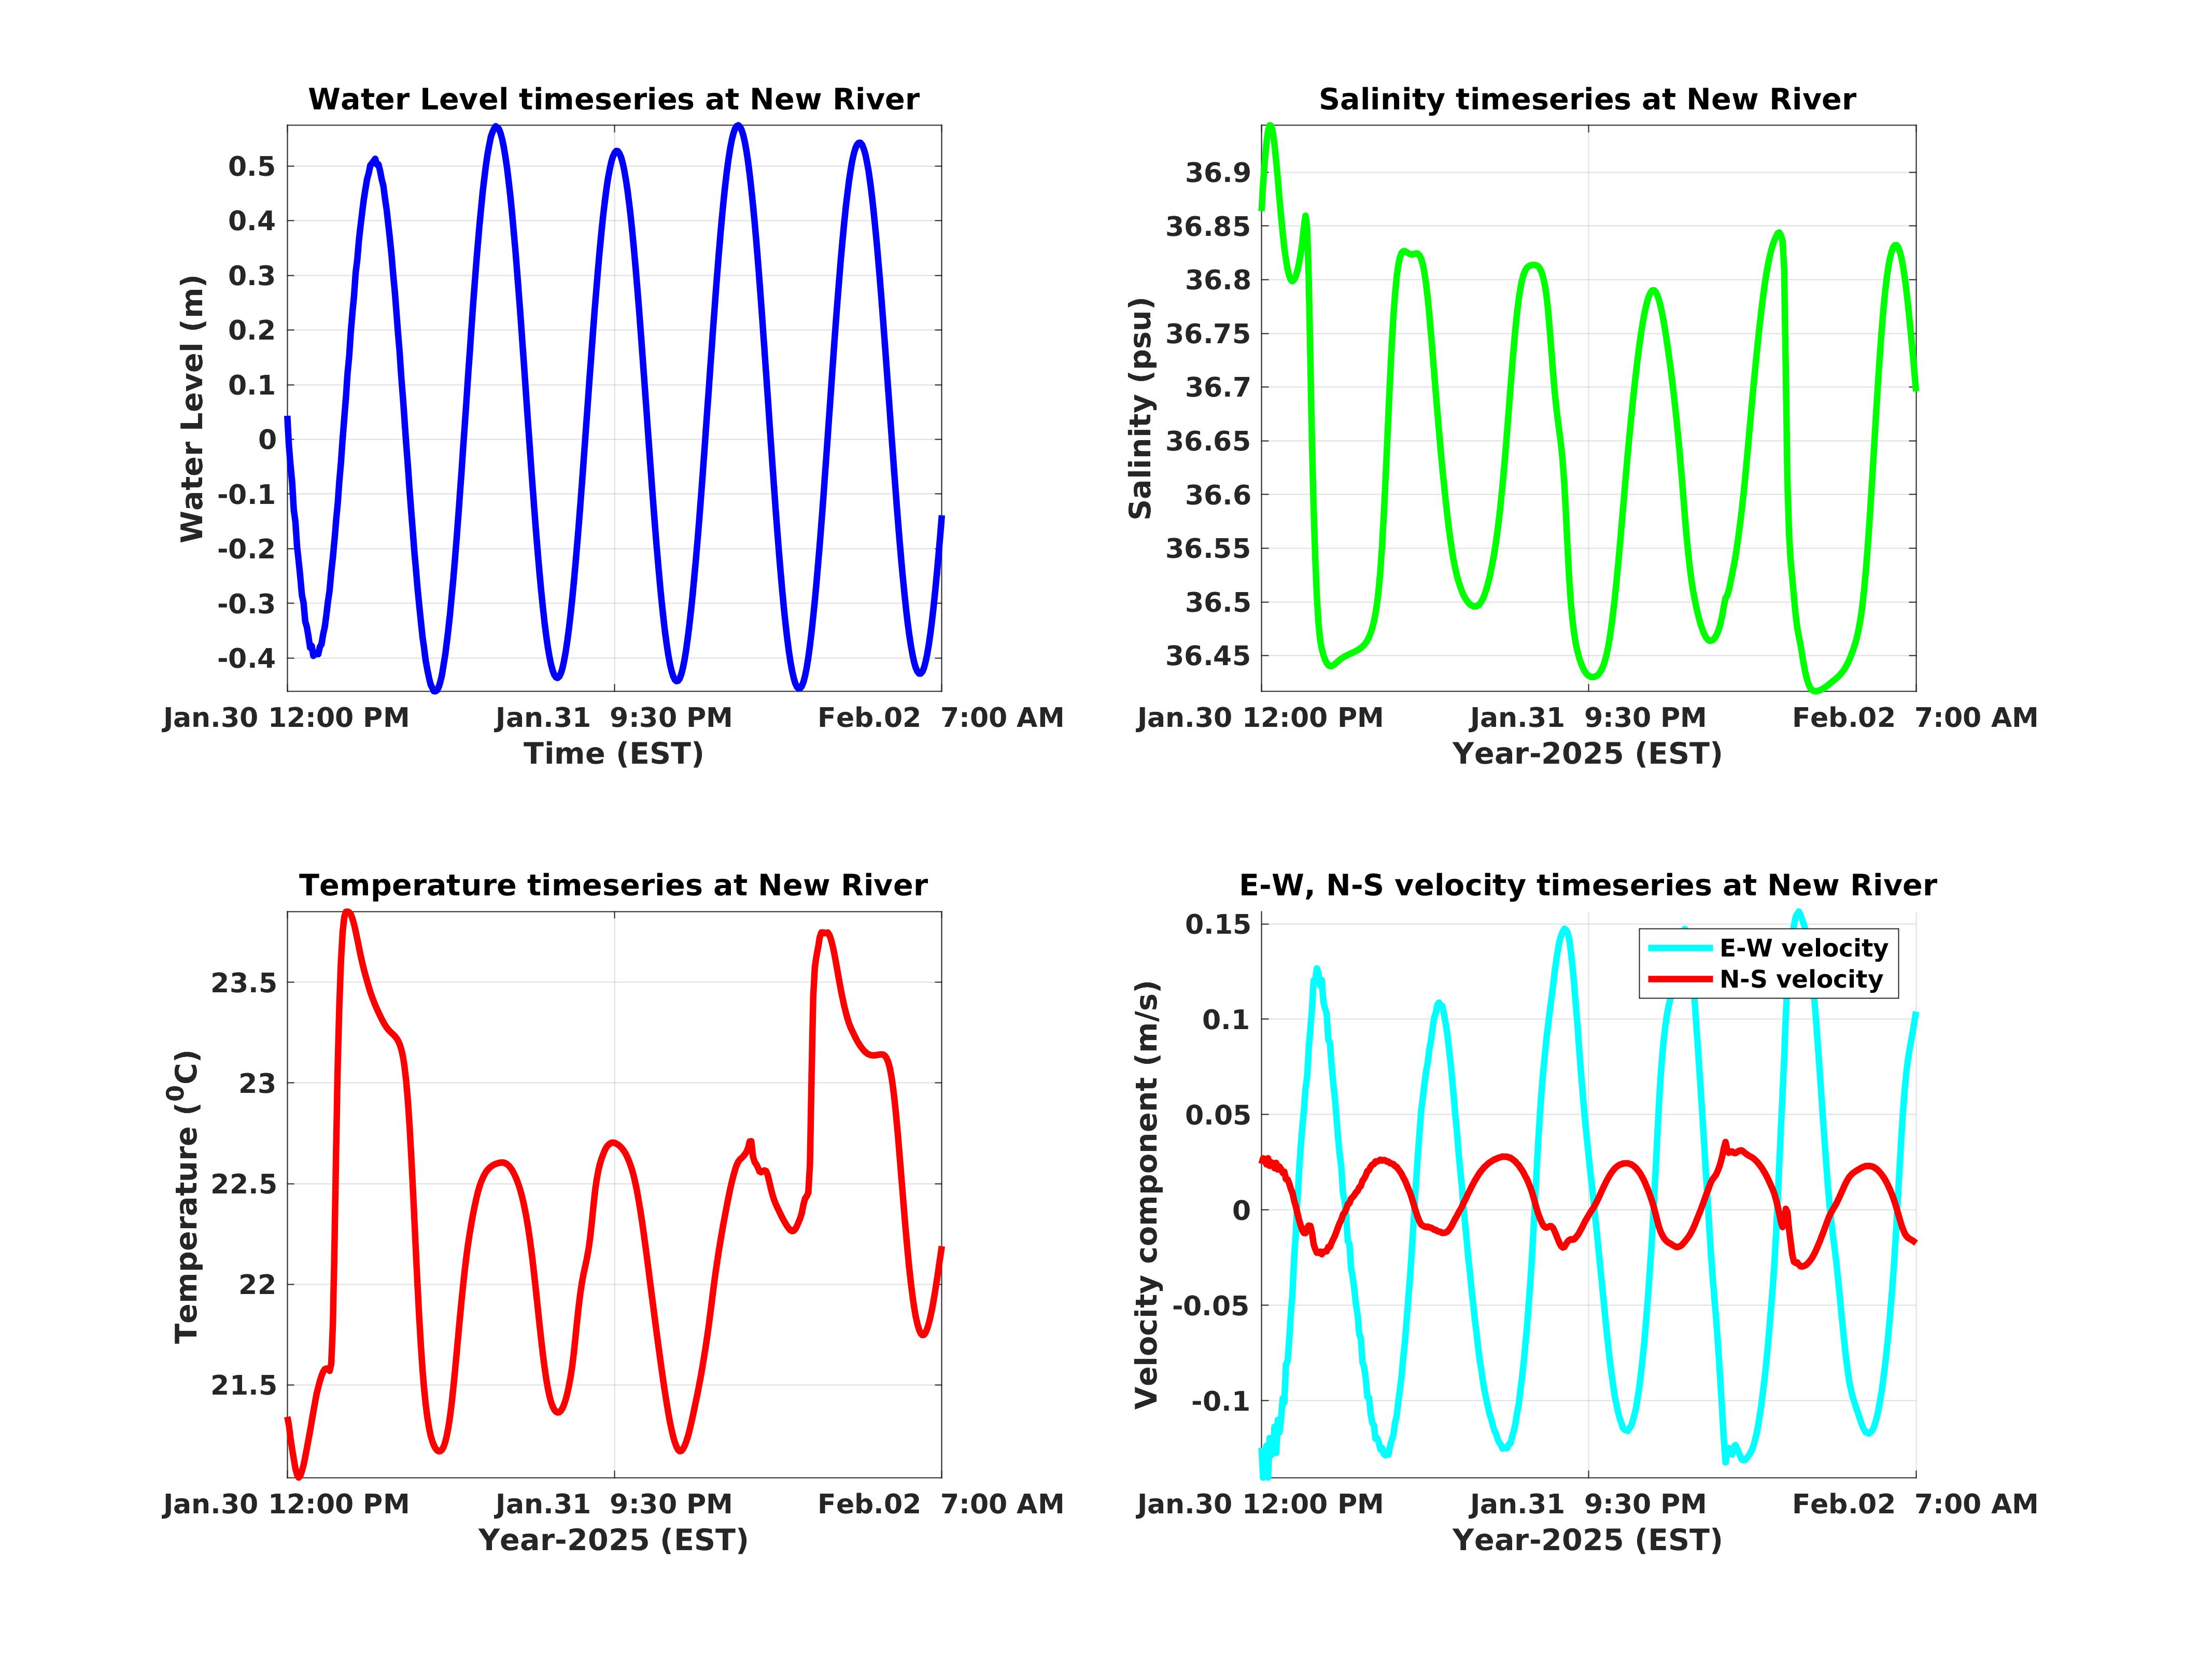 Water Level timeseries at New River
Water Level (m)
0.5
0.4
0.3
0.2
0.1
0
-0.1
-0.2
-0.3
-0.4
Jan.30 12:00 PM
Jan.31  9:30 PM
Feb.02  7:00 AM
Time (EST)
Salinity timeseries at New River
Salinity (psu)
36.9
36.85
36.8
36.75
36.7
36.65
36.6
36.55
36.5
36.45
Jan.30 12:00 PM
Jan.31  9:30 PM
Feb.02  7:00 AM
Year-2025 (EST)
Temperature timeseries at New River
Temperature (⁰C)
23.5
23
22.5
22
21.5
Jan.30 12:00 PM
Jan.31  9:30 PM
Feb.02  7:00 AM
Year-2025 (EST)
E-W, N-S velocity timeseries at New River
Velocity component (m/s)
0.15
0.1
0.05
0
-0.05
-0.1
E-W velocity
N-S velocity
Jan.30 12:00 PM
Jan.31  9:30 PM
Feb.02  7:00 AM
Year-2025 (EST)